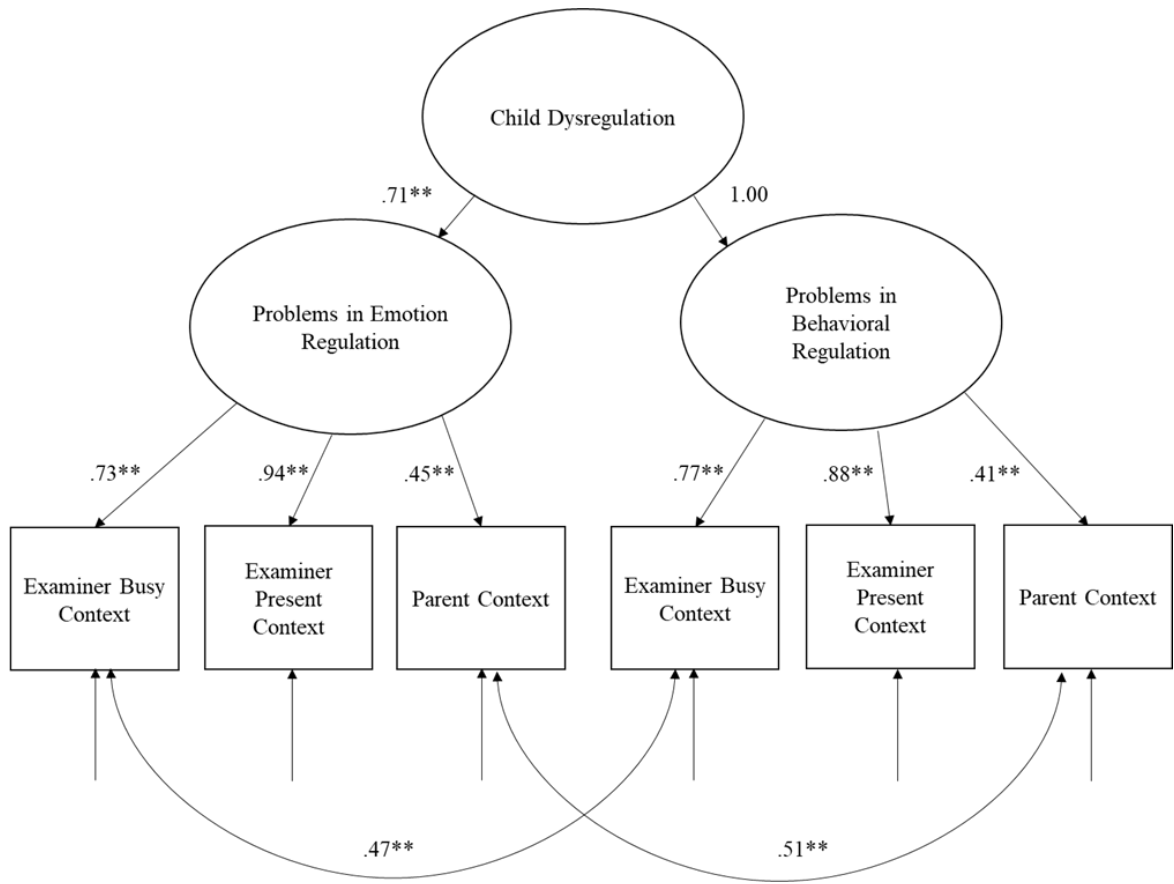 Child Dysregulation
.71**
1.00
Problems in Emotion
Regulation
Problems in
Behavioral
Regulation
.73**
.94**
.45**
.77**
.88**
.41**
Examiner Busy
Context
Examiner
Present
Context
Parent Context
Examiner Busy
Context
Examiner
Present
Context
Parent Context
.47**
.51**